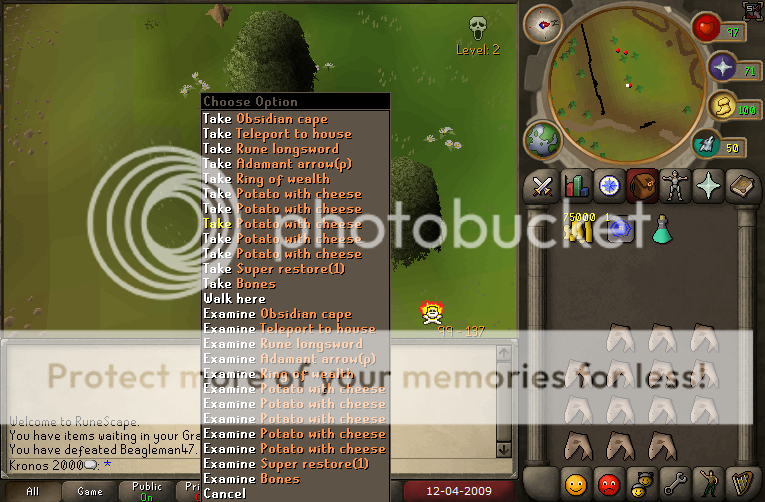 Level: 2
Choose Option
Take Obsidian cape
Take Teleport to house
Take Rune longsword
Take Adamant arrow(p)
Take Ring of wealth
Take Potato with cheese
Take Potato with cheese
Take Potato with cheese
Take Potato with cheese
Take Potato with cheese
Take Super restore(1)
Take Bones
Walk here
Examine Obsidian cape
Examine Teleport to house
Examine Rune longsword
Examine Adamant arrow(p)
Examine Ring of wealth
Examine Potato with cheese
Examine Potato with cheese
Examine Potato with cheese
Examine Potato with cheese
Examine Potato with cheese
Examine Super restore(1)
Examine Bones
Cancel
99 - 137
97
71
100
50
75000
1
photobucket
Protect more of your memories for less!
Welcome to RuneScape.
You have items waiting in your Gra
You have defeated Beagleman47.
Kronos 2000: *
All
Game
Public
On
Pri
12-04-2009